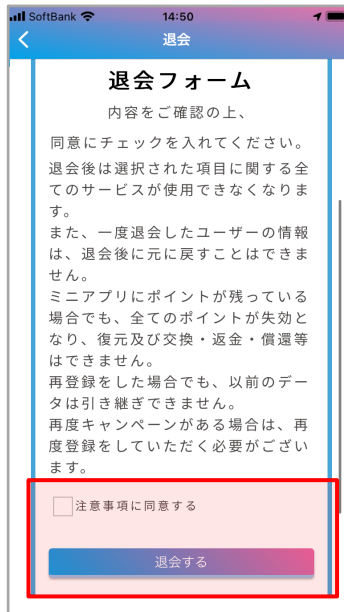 SoftBank 14:50
退会
退会フォーム
内容をご確認の上、
同意にチェックを入れてください。
退会後は選択された項目に関する全
てのサービスが使用できなくなりま
す。
また、一度退会したユーザーの情報
は、退会後に元に戻すことはできま
せん。
ミニアプリにポイントが残っている
場合でも、全てのポイントが失効と
なり、復元及び交換・返金・償還等
はできません。
再登録をした場合でも、以前のデー
タは引き継ぎできません。
再度キャンペーンがある場合は、再
度登録をしていただく必要がござい
ます。
注意事項に同意する
退会する